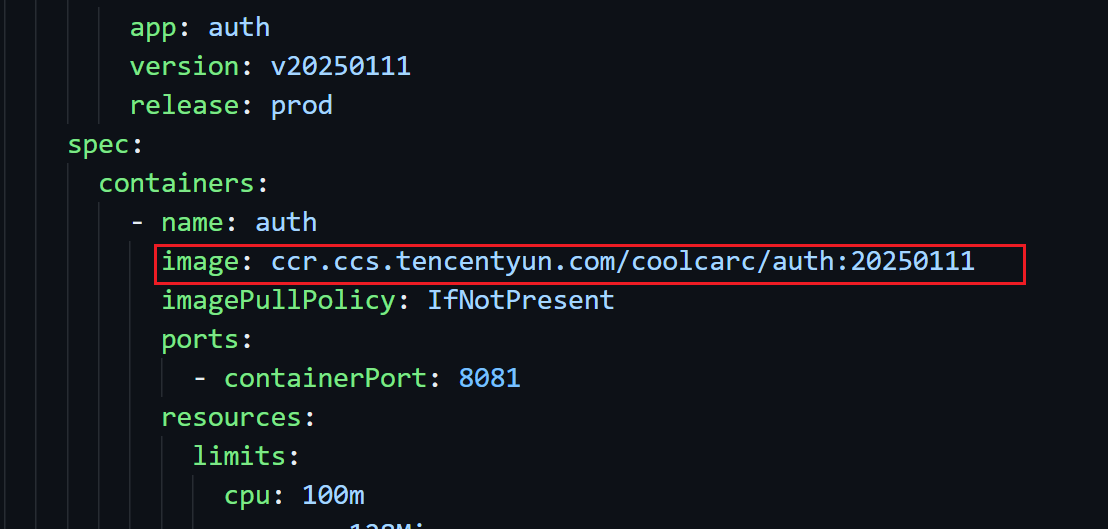 app: auth
version: v20250111
release: prod
spec:
containers:
- name: auth
image: ccr.ccs.tencentyun.com/coolcarc/auth:20250111
imagePullPolicy: IfNotPresent
ports:
- containerPort: 8081
resources:
limits:
cpu: 100m